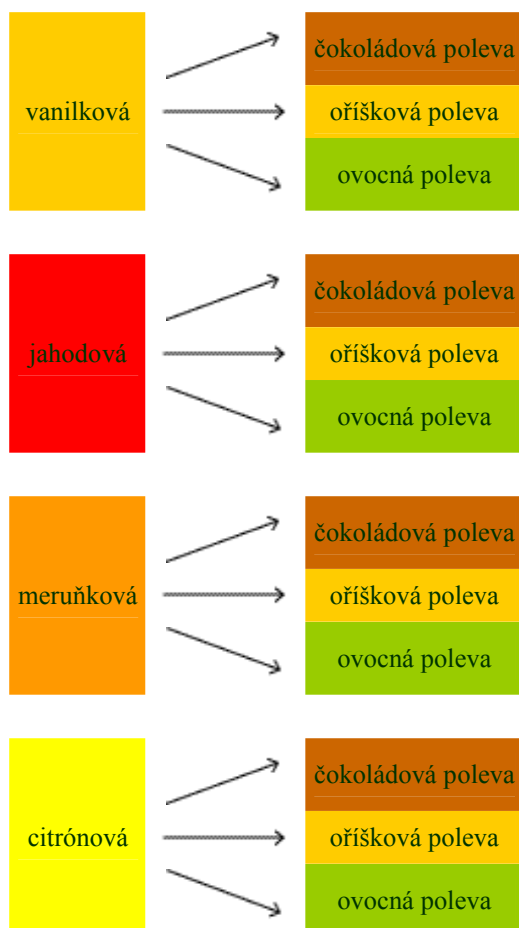 čokoládová poleva
vanilková
oříšková poleva
ovocná poleva
čokoládová poleva
jahodová
oříšková poleva
ovocná poleva
čokoládová poleva
meruňková
oříšková poleva
ovocná poleva
čokoládová poleva
citrónová
oříšková poleva
ovocná poleva